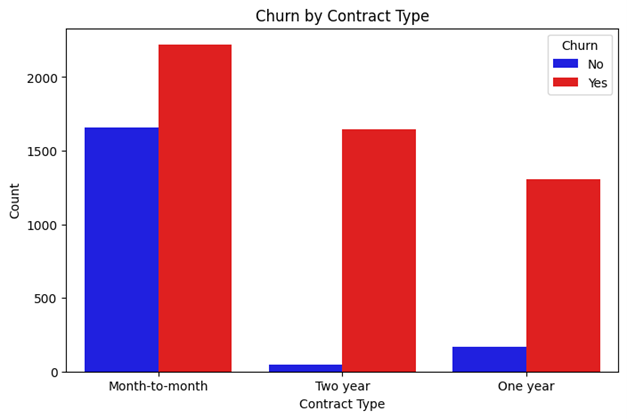 Churn by Contract Type
Churn
No
Yes
2000
1500
1000
500
0
Count
Month-to-month
Two year
One year
Contract Type